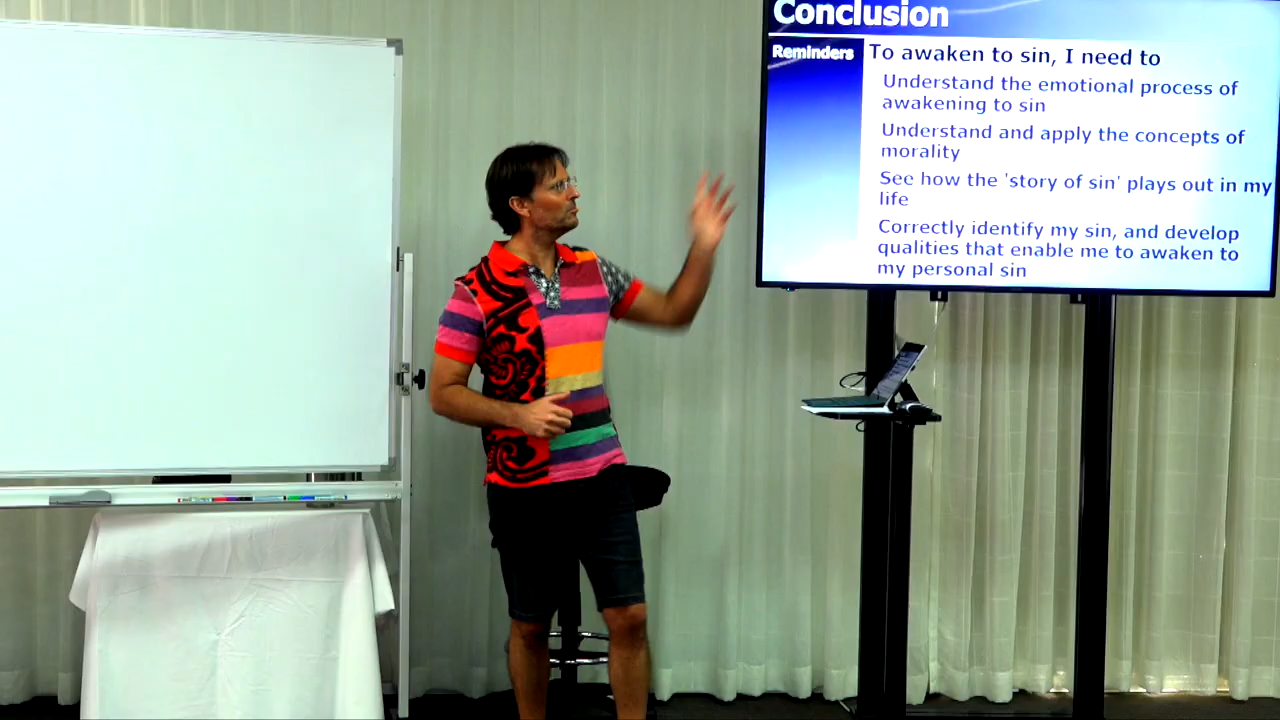 Conclusion
Reminders
To awaken to sin, I need to
Understand the emotional process of
awakening to sin
Understand and apply the concepts of
morality
See how the 'story of sin' plays out in my
life
Correctly identify my sin, and develop
qualities that enable me to awaken to
my personal sin